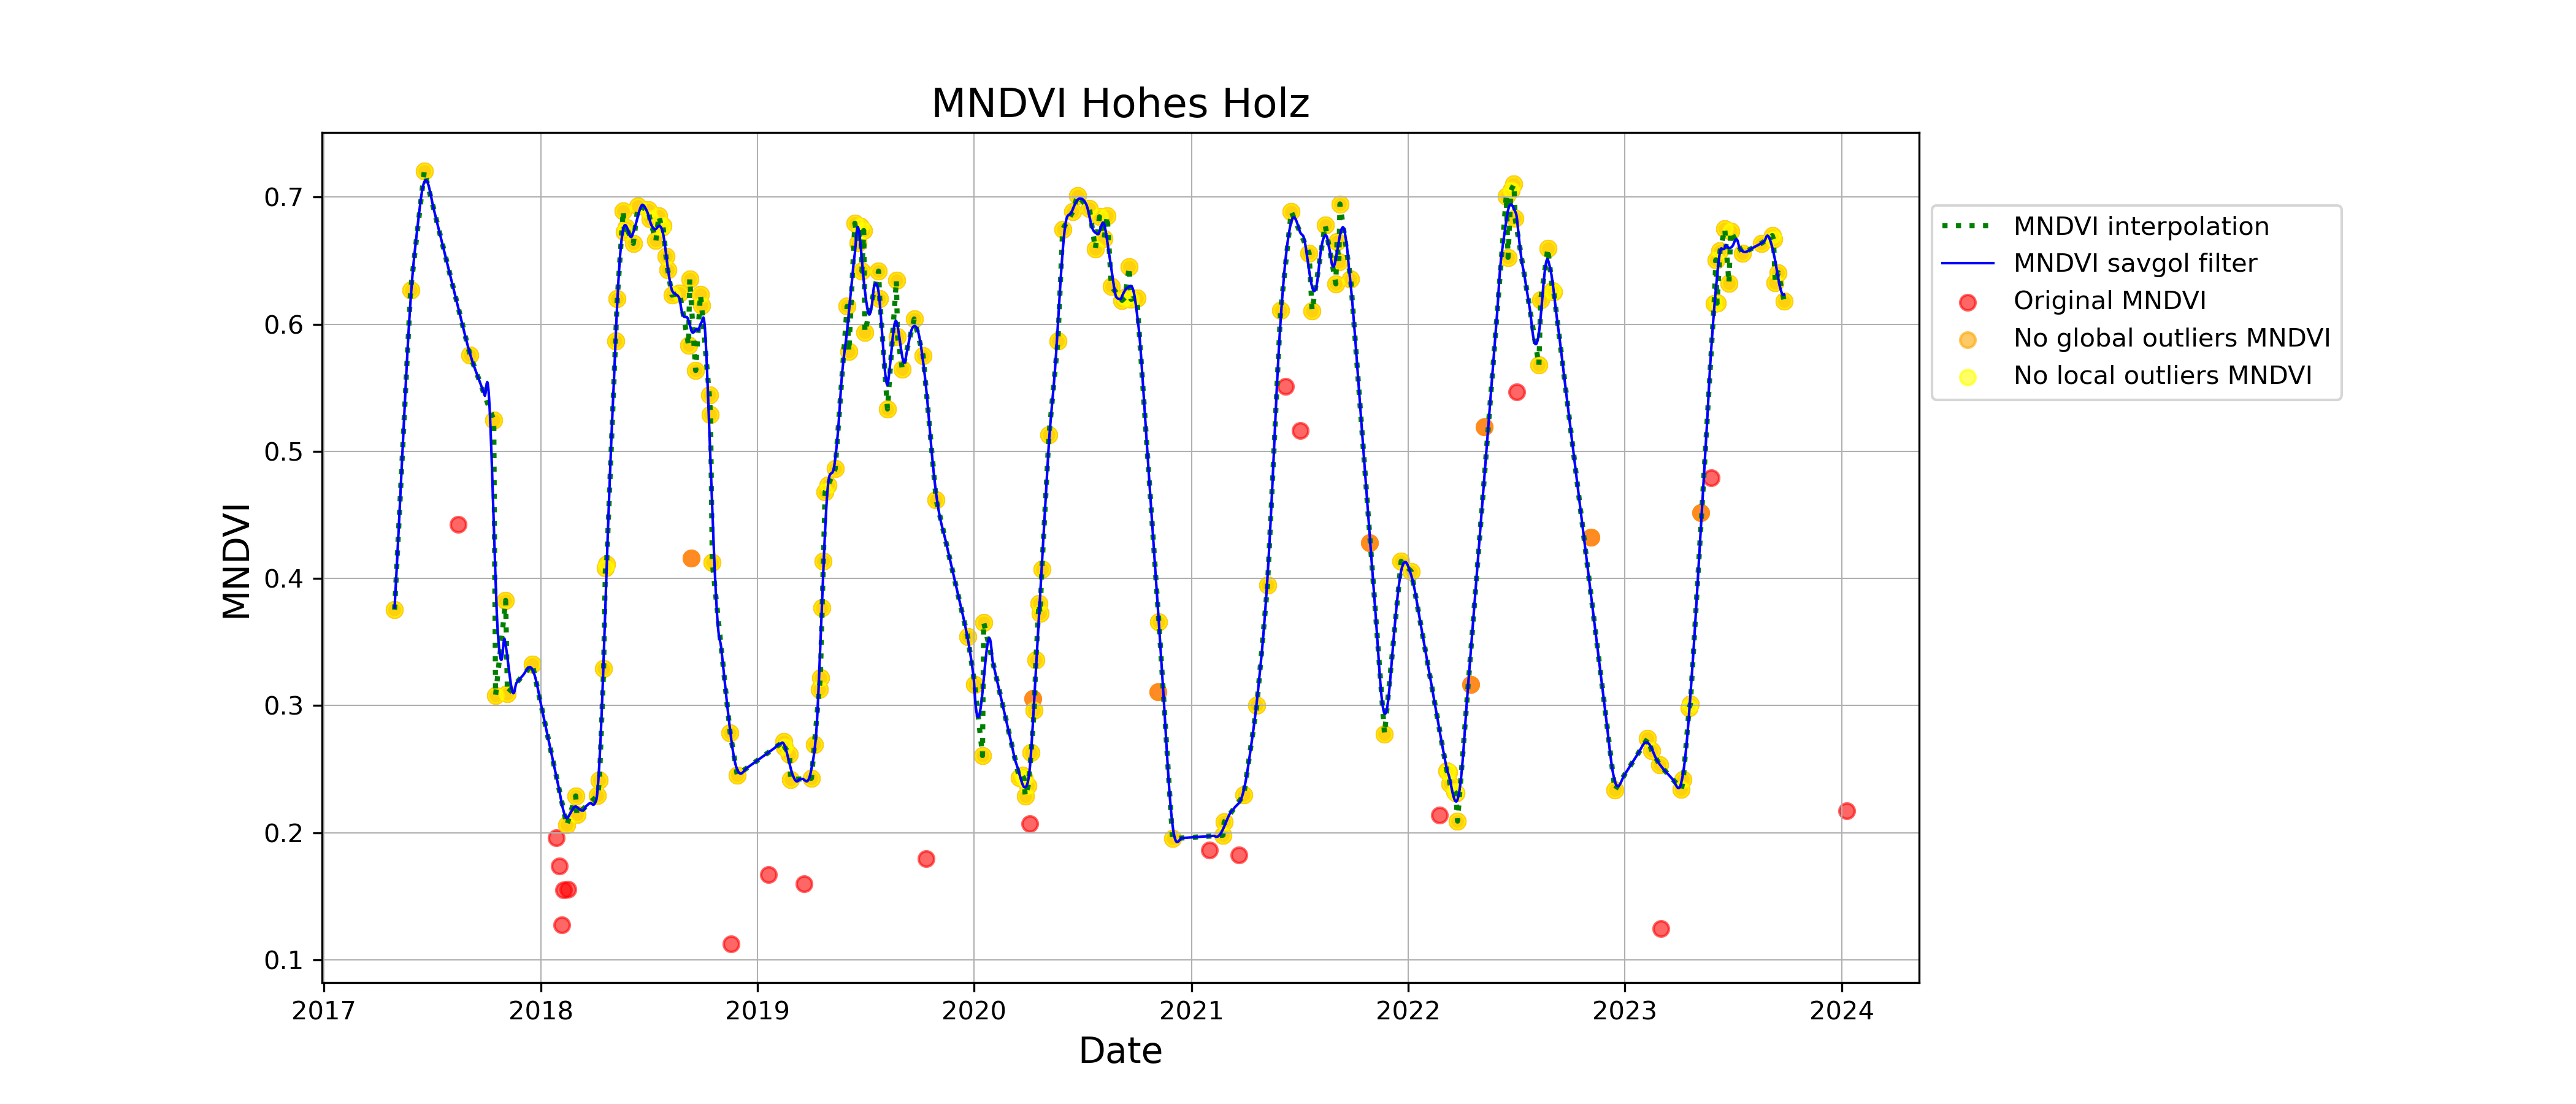 MNDVI Hohes Holz
MNDVI
0.7
0.6
0.5
0.4
0.3
0.2
0.1
2017 2018 2019 2020 2021 2022 2023 2024
Date
MNDVI interpolation
MNDVI savgol filter
Original MNDVI
No global outliers MNDVI
No local outliers MNDVI